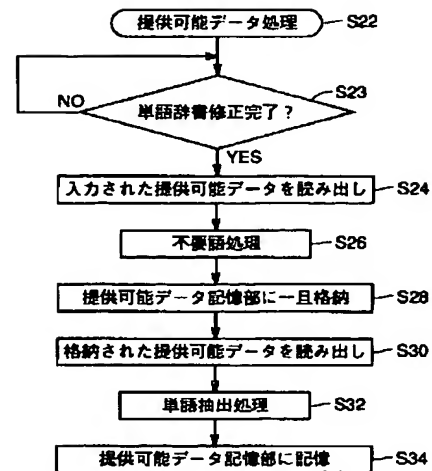 提供可能データ処理 S22
S23
NO 単語辞書修正完了？
YES
入力された提供可能データを読み出し S24
不要語処理 S26
提供可能データ記憶部に一旦格納 S28
格納された提供可能データを読み出し S30
単語抽出処理 S32
提供可能データ記憶部に記憶 S34